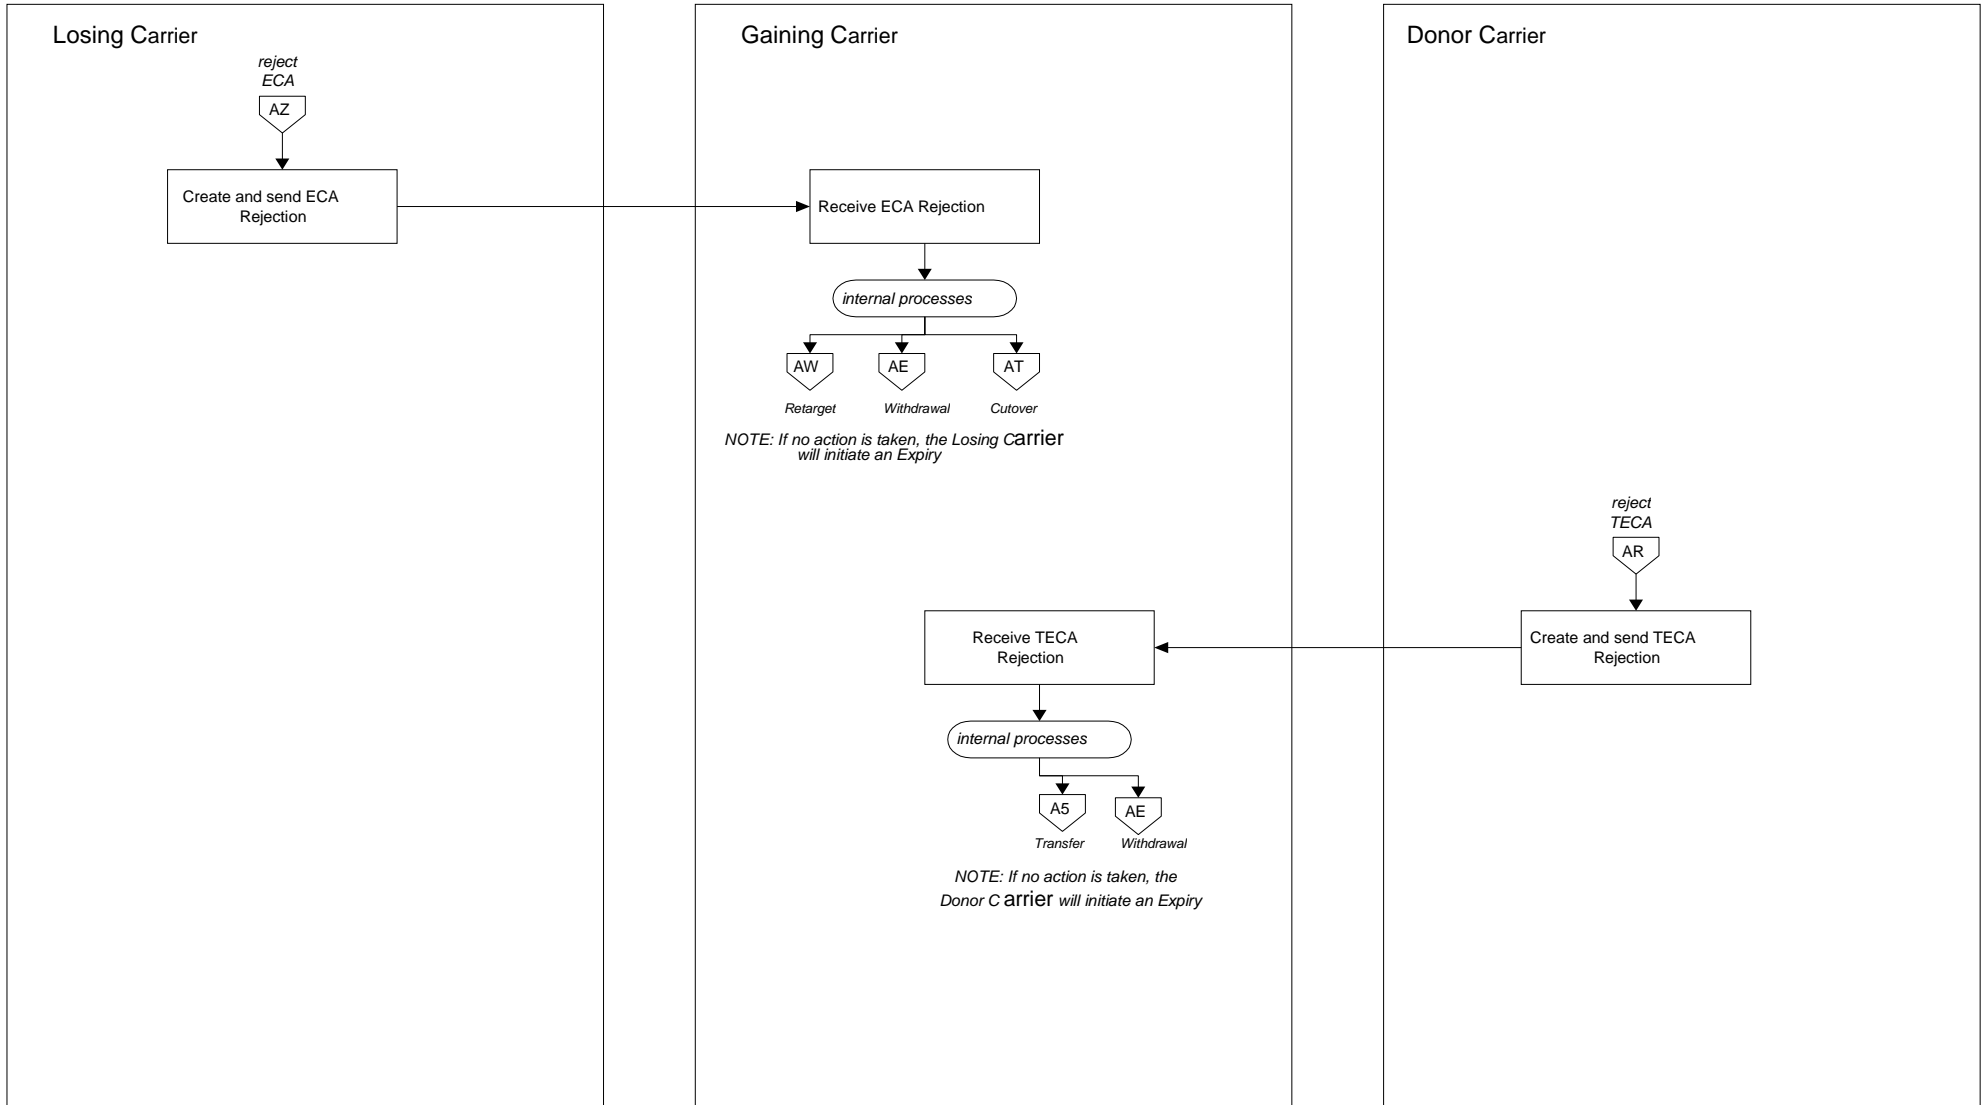 Losing Carrier
reject
ECA
AZ
Create and send ECA
Rejection
Gaining Carrier
Receive ECA Rejection
internal processes
AW
AE
AT
Retarget
Withdrawal
Cutover
NOTE: If no action is taken, the Losing Carrier
will initiate an Expiry
Receive TECA
Rejection
internal processes
A5
AE
Transfer
Withdrawal
NOTE: If no action is taken, the
Donor C arrier will initiate an Expiry
Donor Carrier
reject
TECA
AR
Create and send TECA
Rejection